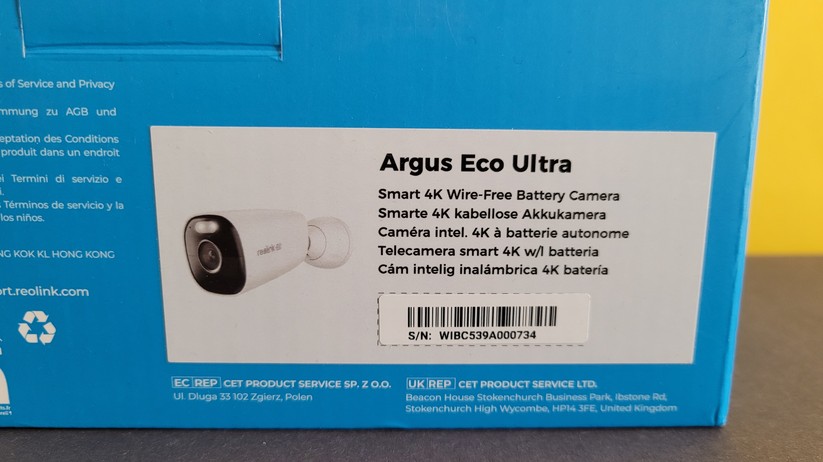 s of Service and Privacy
mmung zu AGB und
eptation des Conditions
produit dans un endroit
ei Termini di servizio e
i.
s Términos de servicio y la
los niños.
NG KOK KL HONG KONG
rt.reolink.com
Argus Eco Ultra
Smart 4K Wire-Free Battery Camera
Smarte 4K kabellose Akkukamera
Caméra intel. 4K à batterie autonome
Telecamera smart 4K w/l batteria
Cám intelig inalámbrica 4K batería
reolink
S/N: WIBC539A000734
EC REP CET PRODUCT SERVICE SP. Z O.O.
Ul. Dluga 33 102 Zgierz, Polen
UK REP CET PRODUCT SERVICE LTD.
Beacon House Stokenchurch Business Park, Ibstone Rd,
Stokenchurch High Wycombe, HP14 3FE, United Kingdom